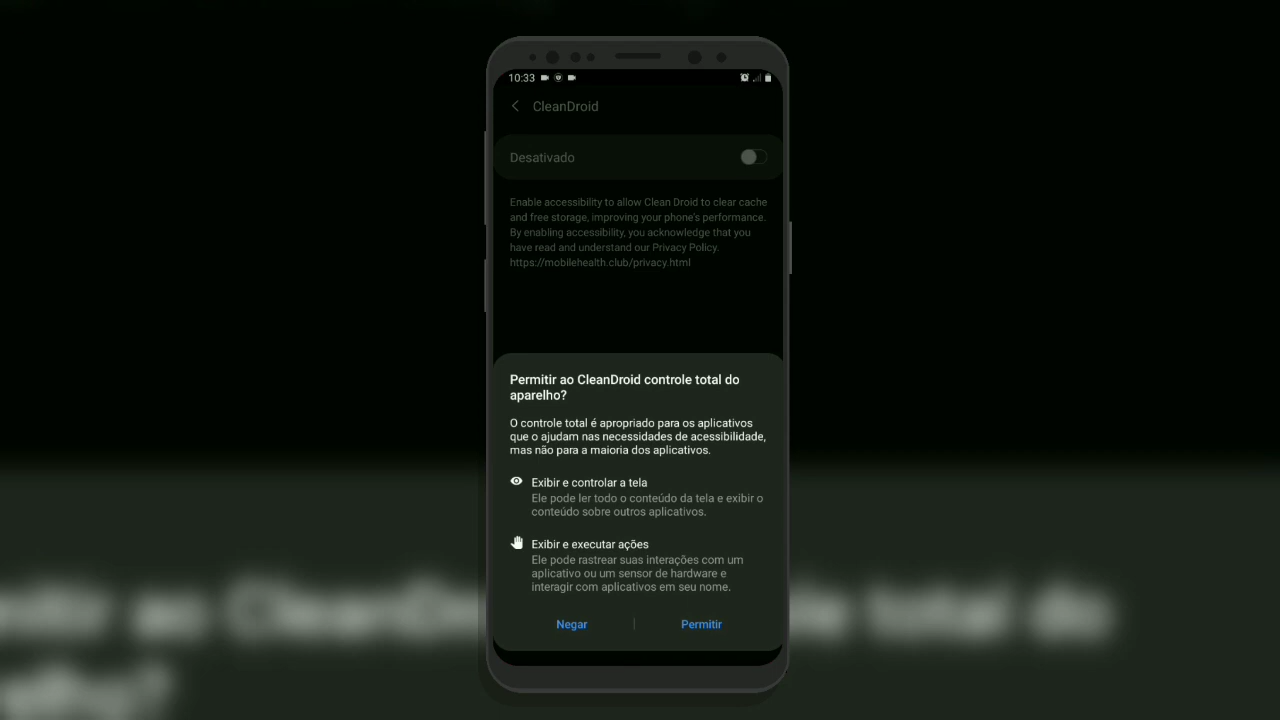 10:33
CleanDroid
Desativado
Enable accessibility to allow Clean Droid to clear cache
and free storage, improving your phone's performance.
By enabling accessibility, you acknowledge that you
have read and understand our Privacy Policy.
https://mobilehealth.club/privacy.html
Permitir ao CleanDroid controle total do
aparelho?
O controle total é apropriado para os aplicativos
que o ajudam nas necessidades de acessibilidade,
mas não para a maioria dos aplicativos.
Exibir e controlar a tela
Ele pode ler todo o conteúdo da tela e exibir o
conteúdo sobre outros aplicativos.
Exibir e executar ações
Ele pode rastrear suas interações com um
aplicativo ou um sensor de hardware e
interagir com aplicativos em seu nome.
Negar
Permitir